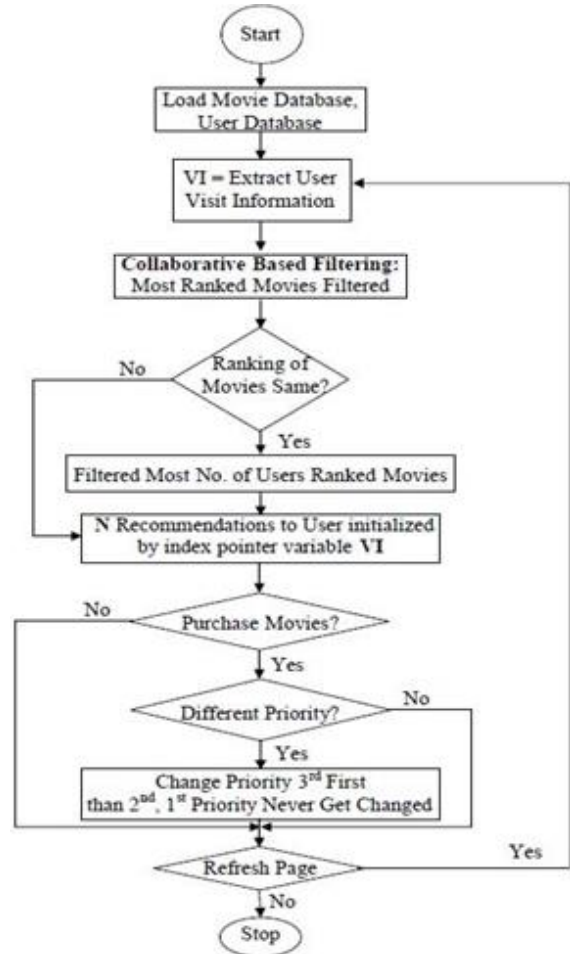 Start
Load Movie Database,
User Database
VI = Extract User
Visit Information
Collaborative Based Filtering:
Most Ranked Movies Filtered
Ranking of
Movies Same?
No
Yes
Filtered Most No. of Users Ranked Movies
N Recommendations to User initialized
by index pointer variable VI
Purchase Movies?
No
Yes
Different Priority?
No
Yes
Change Priority 3rd First
than 2nd, 1st Priority Never Get Changed
Refresh Page
Yes
No
Stop